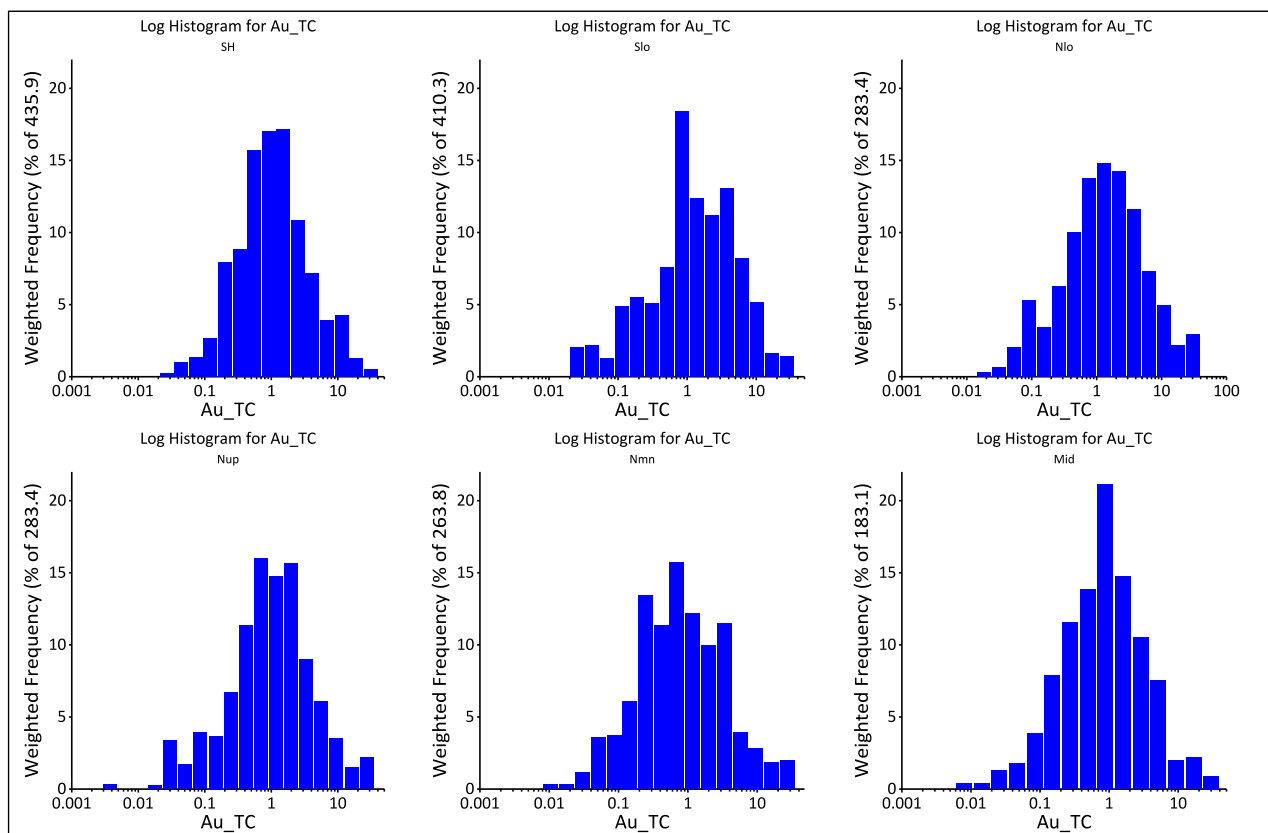 Log Histogram for Au_TC
SH
Weighted Frequency (% of 435.9)
20
15
10
5
0
0.001 0.01 0.1 1 10
Au_TC
Log Histogram for Au_TC
Slo
Weighted Frequency (% of 410.3)
20
15
10
5
0
0.001 0.01 0.1 1 10
Au_TC
Log Histogram for Au_TC
Nlo
Weighted Frequency (% of 283.4)
20
15
10
5
0
0.001 0.01 0.1 1 10 100
Au_TC
Log Histogram for Au_TC
Nup
Weighted Frequency (% of 283.4)
20
15
10
5
0
0.001 0.01 0.1 1 10
Au_TC
Log Histogram for Au_TC
Nmn
Weighted Frequency (% of 263.8)
20
15
10
5
0
0.001 0.01 0.1 1 10
Au_TC
Log Histogram for Au_TC
Mid
Weighted Frequency (% of 183.1)
20
15
10
5
0
0.001 0.01 0.1 1 10
Au_TC